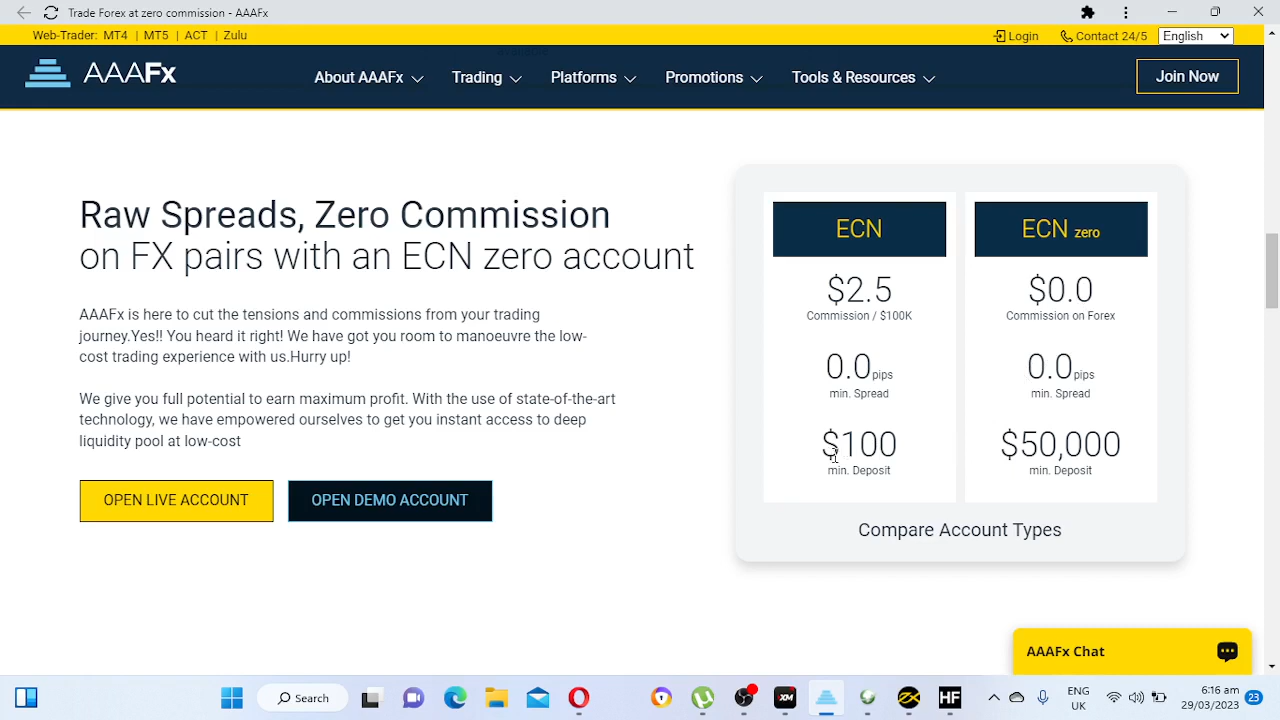 Trade Forex at zero commission - AAAFx
Web-Trader: MT4 | MT5 | ACT | Zulu
Login
Contact 24/5
English
AAAFx
About AAAFx
Trading
Platforms
Promotions
Tools & Resources
Join Now
Raw Spreads, Zero Commission
on FX pairs with an ECN zero account
AAAFx is here to cut the tensions and commissions from your trading
journey.Yes!! You heard it right! We have got you room to manoeuvre the low-
cost trading experience with us.Hurry up!
We give you full potential to earn maximum profit. With the use of state-of-the-art
technology, we have empowered ourselves to get you instant access to deep
liquidity pool at low-cost
OPEN LIVE ACCOUNT
OPEN DEMO ACCOUNT
ECN
$2.5
Commission / $100K
0.0 pips
min. Spread
$100
min. Deposit
ECN zero
$0.0
Commission on Forex
0.0 pips
min. Spread
$50,000
min. Deposit
Compare Account Types
AAAFx Chat
Search
XM
HF
ENG
UK
6:16 am
29/03/2023
23